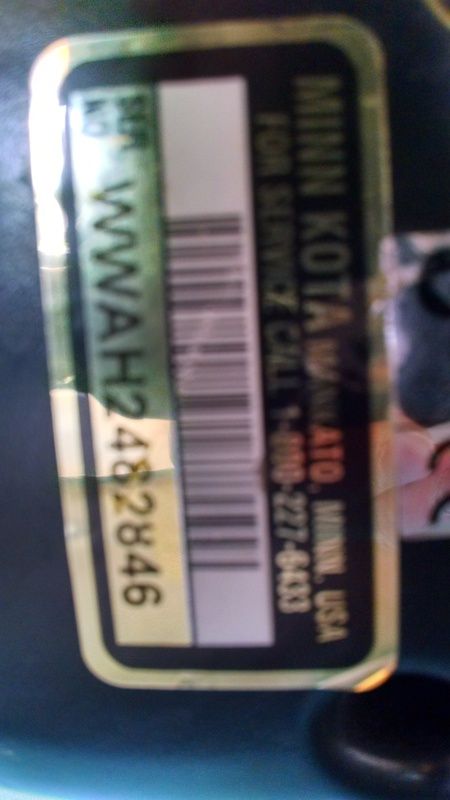 MINN KOTA MANKATO, MINN. USA
FOR SERVICE CALL 1-800-227-6433
SER. NO WWAH2482846